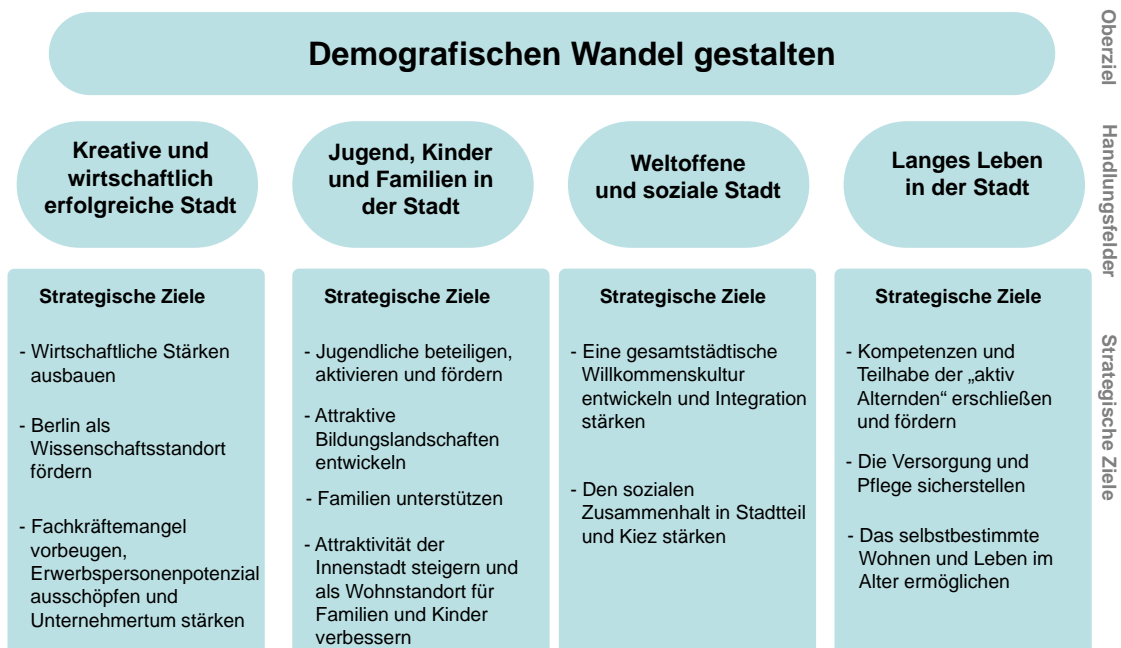 Demografischen Wandel gestalten
Oberziel
Kreative und
wirtschaftlich
erfolgreiche Stadt
Jugend, Kinder
und Familien in
der Stadt
Weltoffene
und soziale Stadt
Langes Leben
in der Stadt
Handlungsfelder
Strategische Ziele
- Wirtschaftliche Stärken
ausbauen
- Berlin als
Wissenschaftsstandort
fördern
- Fachkräftemangel
vorbeugen,
Erwerbspersonenpotenzial
ausschöpfen und
Unternehmertum stärken
Strategische Ziele
- Jugendliche beteiligen,
aktivieren und fördern
- Attraktive
Bildungslandschaften
entwickeln
- Familien unterstützen
- Attraktivität der
Innenstadt steigern und
als Wohnstandort für
Familien und Kinder
verbessern
Strategische Ziele
- Eine gesamtstädtische
Willkommenskultur
entwickeln und Integration
stärken
- Den sozialen
Zusammenhalt in Stadtteil
und Kiez stärken
Strategische Ziele
- Kompetenzen und
Teilhabe der „aktiv
Alternden“ erschließen
und fördern
- Die Versorgung und
Pflege sicherstellen
- Das selbstbestimmte
Wohnen und Leben im
Alter ermöglichen
Strategische Ziele